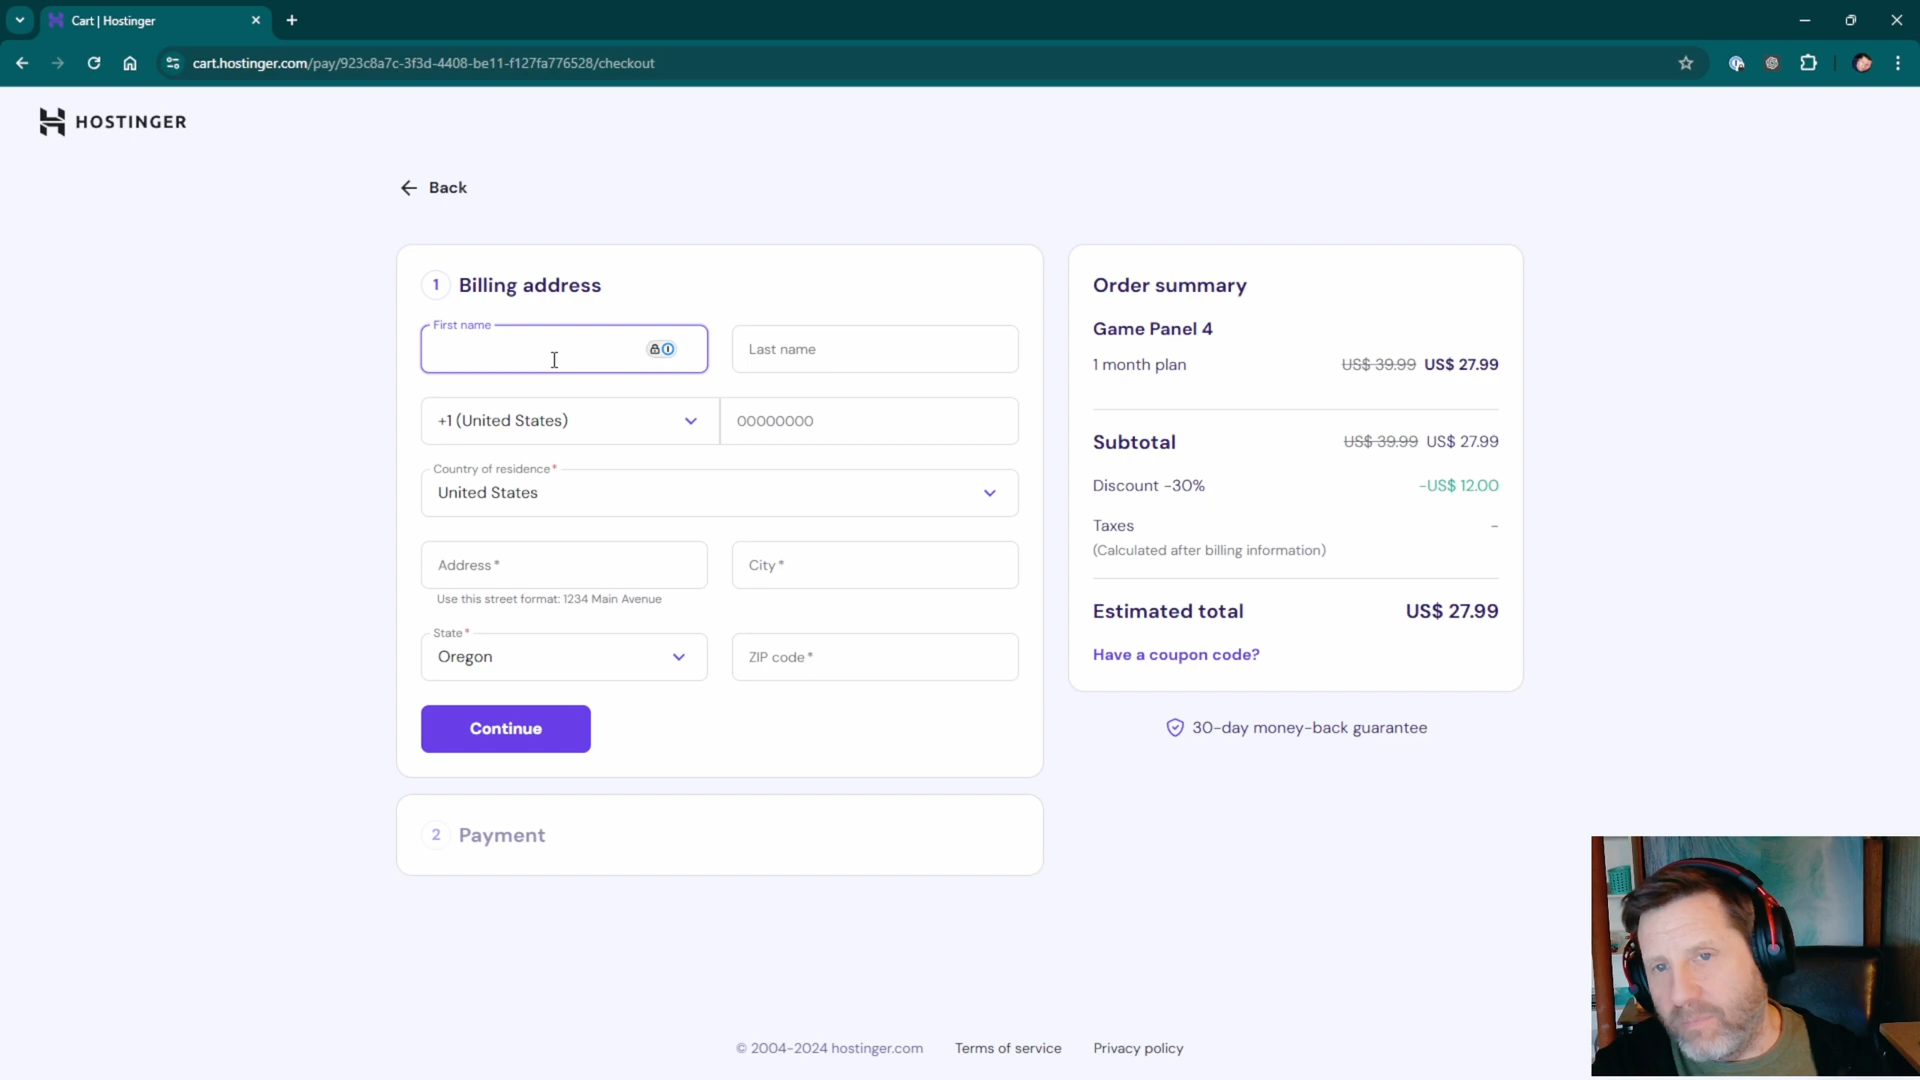 Cart | Hostinger
cart.hostinger.com/pay/923c8a7c-3f3d-4408-be11-f127fa776528/checkout
HOSTINGER
Back
1 Billing address
First name
Last name
+1 (United States)
00000000
Country of residence*
United States
Address*
City*
Use this street format: 1234 Main Avenue
State*
Oregon
ZIP code*
Continue
2 Payment
Order summary
Game Panel 4
1 month plan US$ 39.99 US$ 27.99
Subtotal US$ 39.99 US$ 27.99
Discount -30% -US$ 12.00
Taxes -
(Calculated after billing information)
Estimated total US$ 27.99
Have a coupon code?
30-day money-back guarantee
© 2004-2024 hostinger.com Terms of service Privacy policy